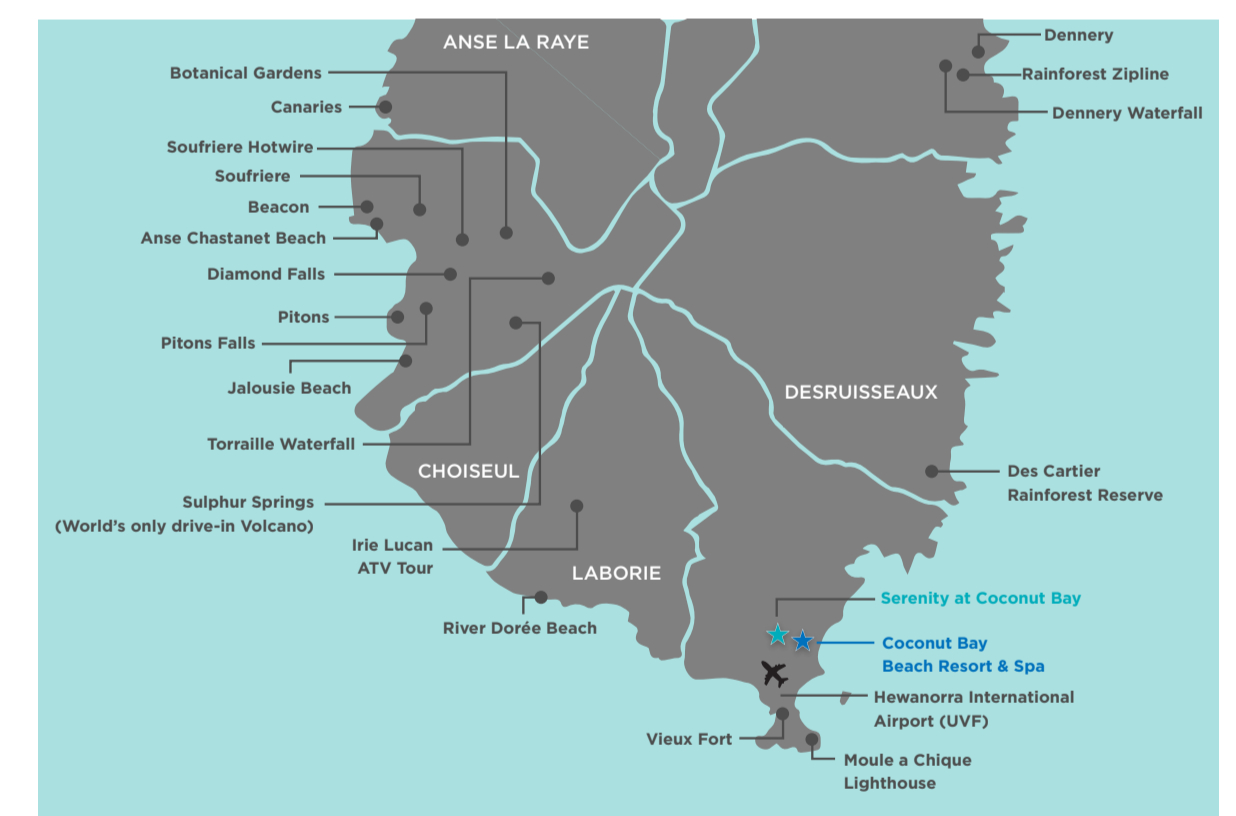 ANSE LA RAYE
Dennery
Botanical Gardens
Rainforest Zipline
Canaries
Dennery Waterfall
Soufriere Hotwire
Soufriere
Beacon
Anse Chastanet Beach
Diamond Falls
Pitons
Pitons Falls
Jalousie Beach
DESRUISSEAUX
Torraille Waterfall
CHOISEUL
Des Cartier
Rainforest Reserve
Sulphur Springs
(World's only drive-in Volcano)
Irie Lucan
ATV Tour
LABORIE
Serenity at Coconut Bay
River Dorée Beach
Coconut Bay
Beach Resort & Spa
Hewanorra International
Airport (UVF)
Vieux Fort
Moule a Chique
Lighthouse